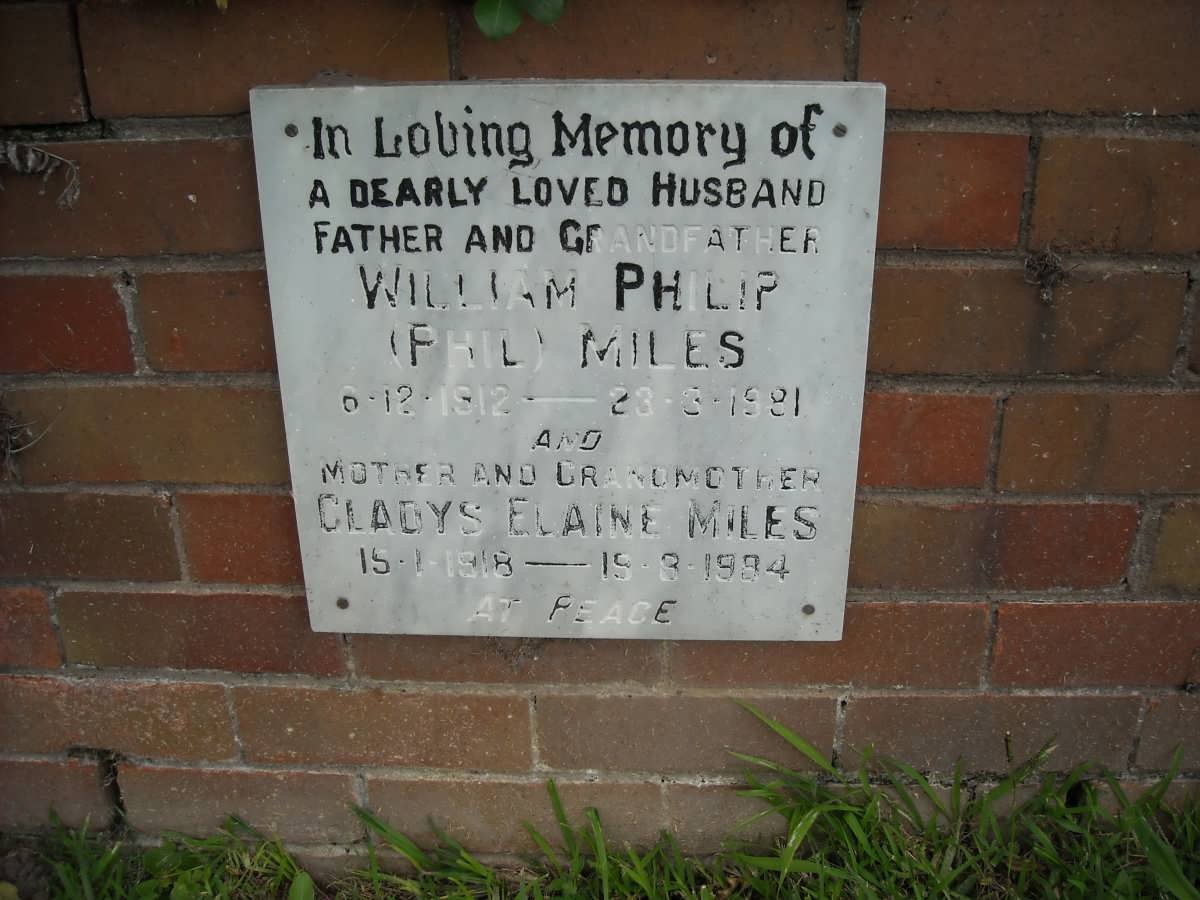 In Loving Memory of
A DEARLY LOVED HUSBAND
FATHER AND GRANDFATHER
WILLIAM PHILIP
(PHIL) MILES
6·12·1912 — 23·3·1981
AND
MOTHER AND GRANDMOTHER
GLADYS ELAINE MILES
15·1·1918 — 19·8·1984
AT PEACE